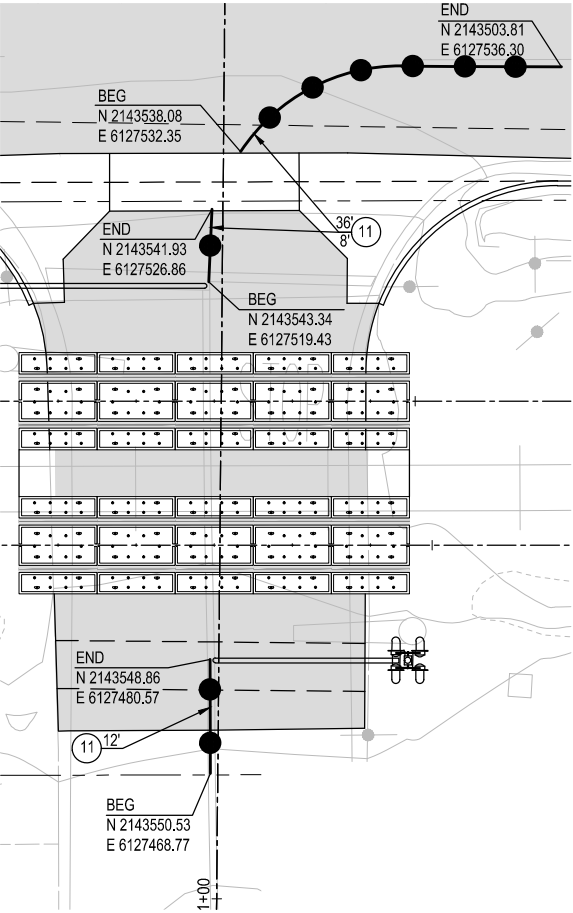 END
N 2143503.81
E 6127536.30
BEG
N 2143538.08
E 6127532.35
36'
8'
11
END
N 2143541.93
E 6127526.86
BEG
N 2143543.34
E 6127519.43
STOP
END
N 2143548.86
E 6127480.57
11
12'
BEG
N 2143550.53
E 6127468.77
1+00